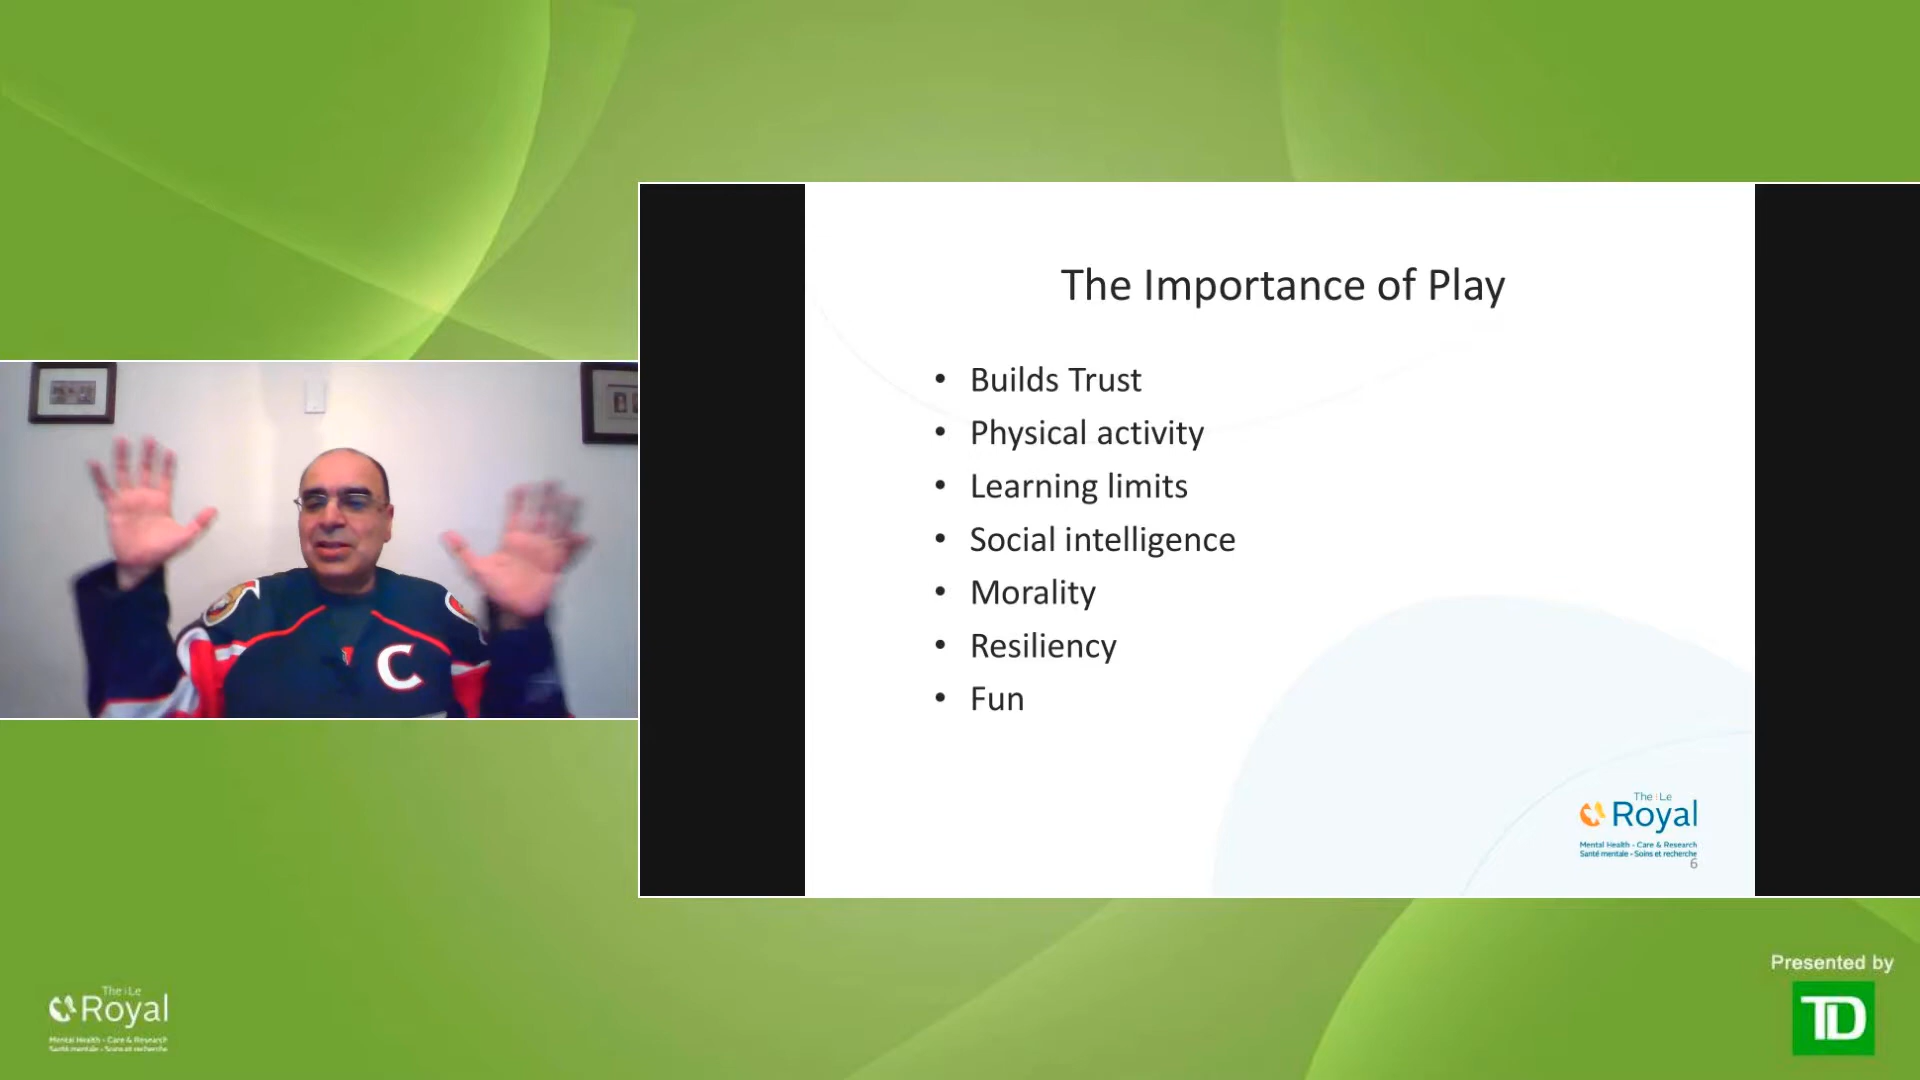 The Importance of Play
• Builds Trust
• Physical activity
• Learning limits
• Social intelligence
• Morality
• Resiliency
• Fun
The | Le
Royal
Mental Health - Care & Research
Santé mentale - Soins et recherche
6
C
The | Le
Royal
Mental Health - Care & Research
Santé mentale - Soins et recherche
Presented by
TD